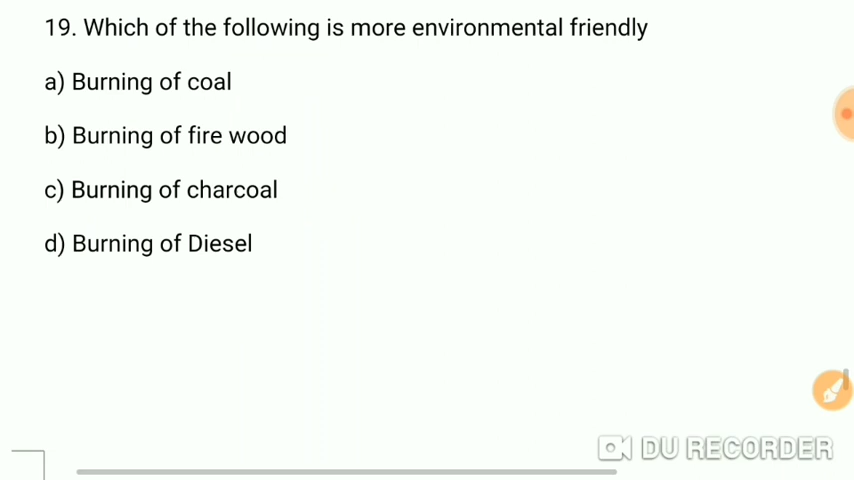 19. Which of the following is more environmental friendly
a) Burning of coal
b) Burning of fire wood
c) Burning of charcoal
d) Burning of Diesel
DU RECORDER